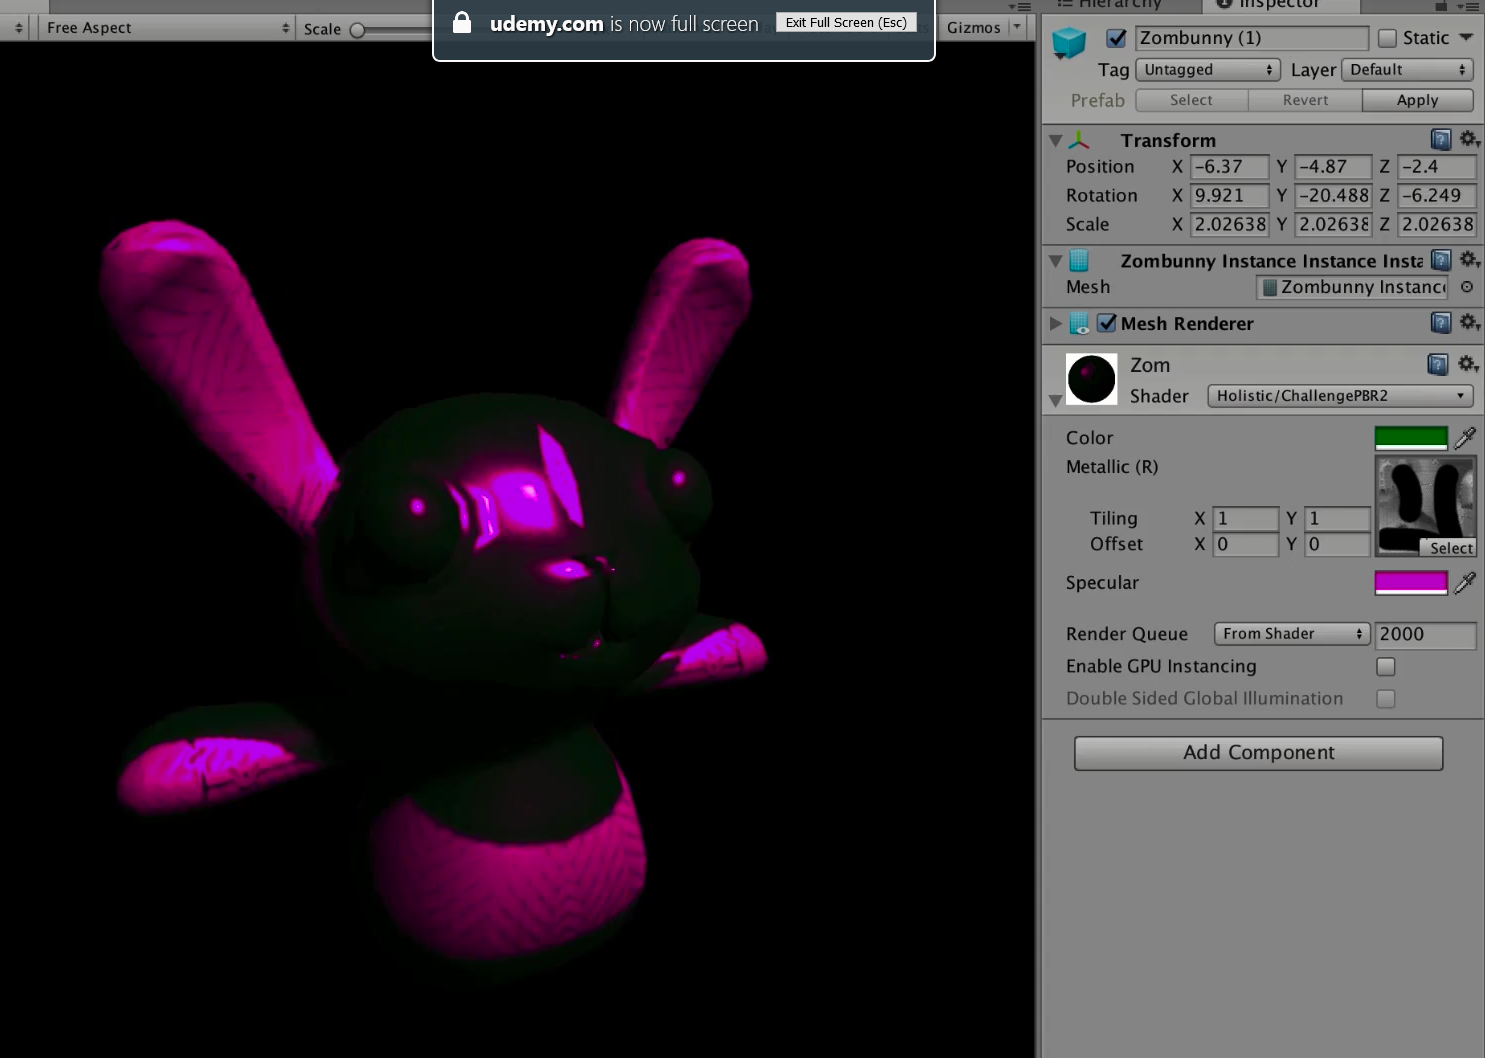 Hierarchy Inspector
Free Aspect Scale udemy.com is now full screen Exit Full Screen (Esc) Gizmos
Zombunny (1) Static
Tag Untagged Layer Default
Prefab Select Revert Apply
Transform
Position X -6.37 Y -4.87 Z -2.4
Rotation X 9.921 Y -20.488 Z -6.249
Scale X 2.02638 Y 2.02638 Z 2.02638
Zombunny Instance Instance Insta
Mesh Zombunny Instanc
Mesh Renderer
Zom
Shader Holistic/ChallengePBR2
Color
Metallic (R)
Tiling X 1 Y 1
Offset X 0 Y 0 Select
Specular
Render Queue From Shader 2000
Enable GPU Instancing
Double Sided Global Illumination
Add Component